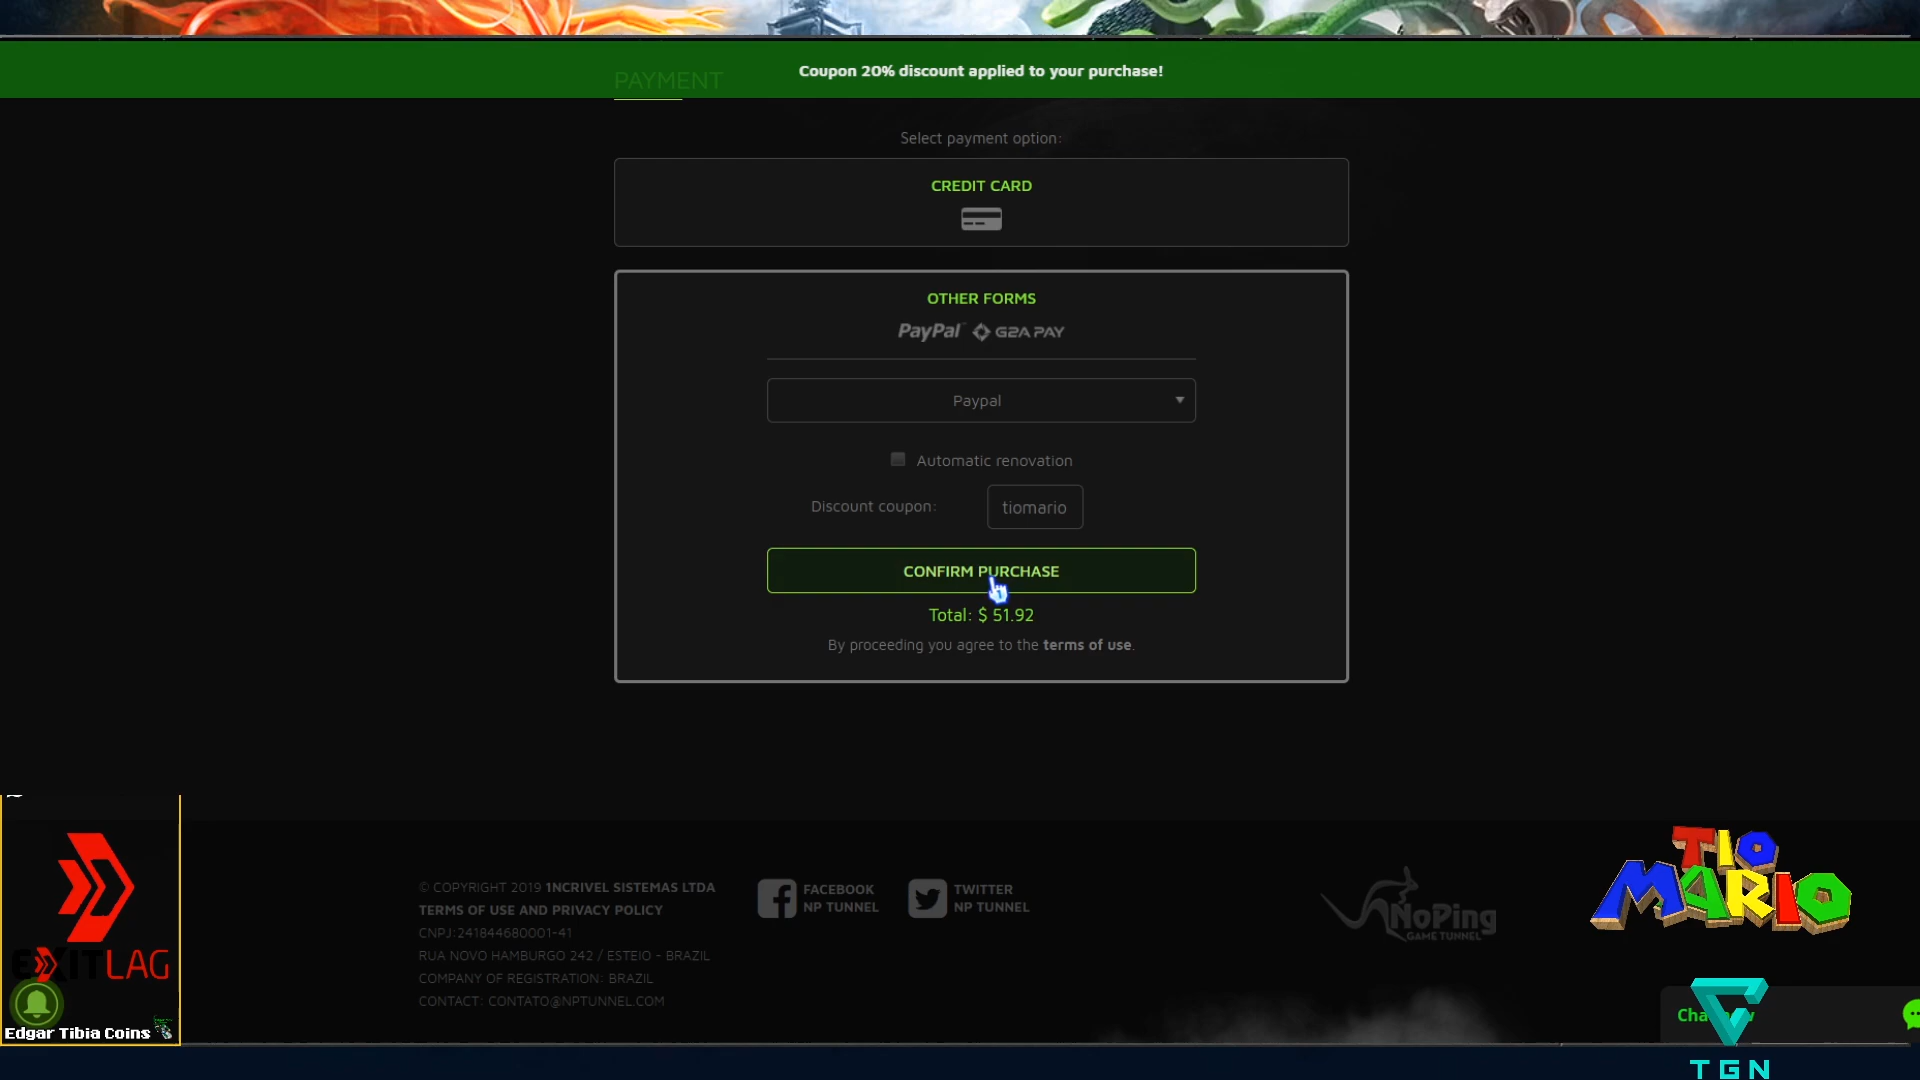 Coupon 20% discount applied to your purchase!
PAYMENT
Select payment option:
CREDIT CARD
OTHER FORMS
PayPal G2A PAY
Paypal
Automatic renovation
Discount coupon: tiomario
CONFIRM PURCHASE
Total: $ 51.92
By proceeding you agree to the terms of use.
© COPYRIGHT 2019 1NCRIVEL SISTEMAS LTDA
TERMS OF USE AND PRIVACY POLICY
CNPJ:241844680001-41
RUA NOVO HAMBURGO 242 / ESTEIO - BRAZIL
COMPANY OF REGISTRATION: BRAZIL
CONTACT: CONTATO@NPTUNNEL.COM
FACEBOOK
NP TUNNEL
TWITTER
NP TUNNEL
NoPing
GAME TUNNEL
TIO
MARIO
EXITLAG
Edgar Tibia Coins
TGN